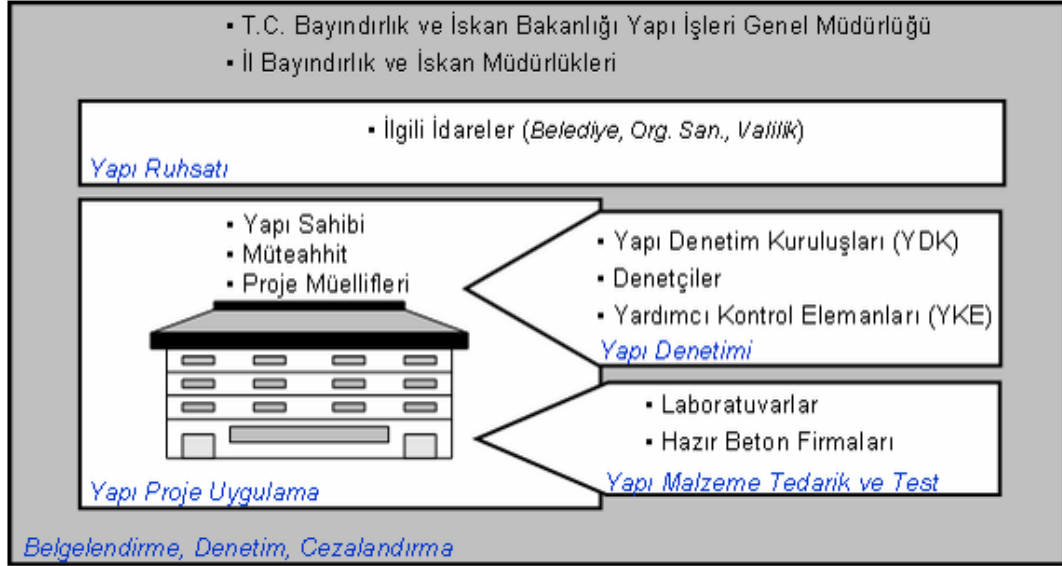 ▪ T.C. Bayındırlık ve İskan Bakanlığı Yapı İşleri Genel Müdürlüğü
▪ İl Bayındırlık ve İskan Müdürlükleri
▪ İlgili İdareler (Belediye, Org. San., Valilik)
Yapı Ruhsatı
▪ Yapı Sahibi
▪ Müteahhit
▪ Proje Müellifleri
Yapı Proje Uygulama
▪ Yapı Denetim Kuruluşları (YDK)
▪ Denetçiler
▪ Yardımcı Kontrol Elemanları (YKE)
Yapı Denetimi
▪ Laboratuvarlar
▪ Hazır Beton Firmaları
Yapı Malzeme Tedarik ve Test
Belgelendirme, Denetim, Cezalandırma